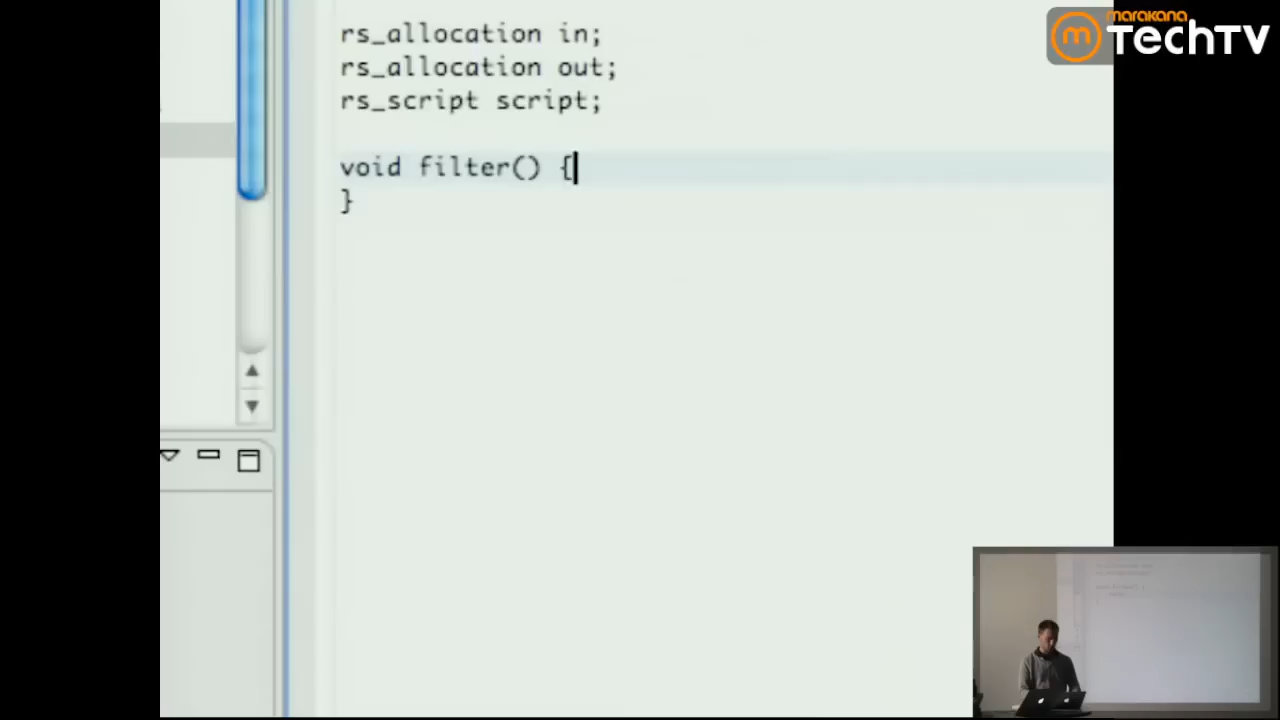 marakana
TechTV
rs_allocation in;
rs_allocation out;
rs_script script;
void filter() {
}